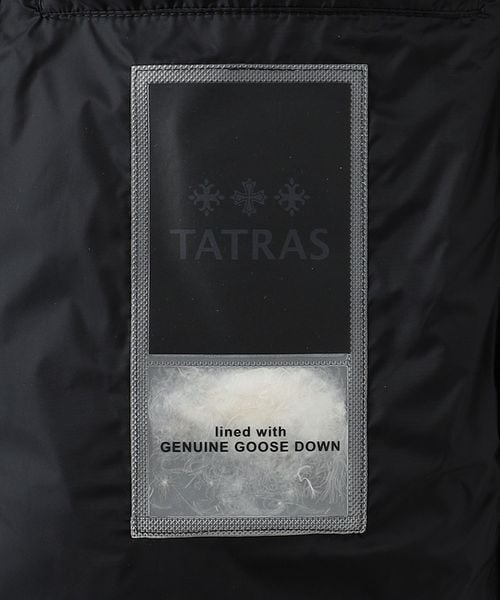 TATRAS
lined with
GENUINE GOOSE DOWN